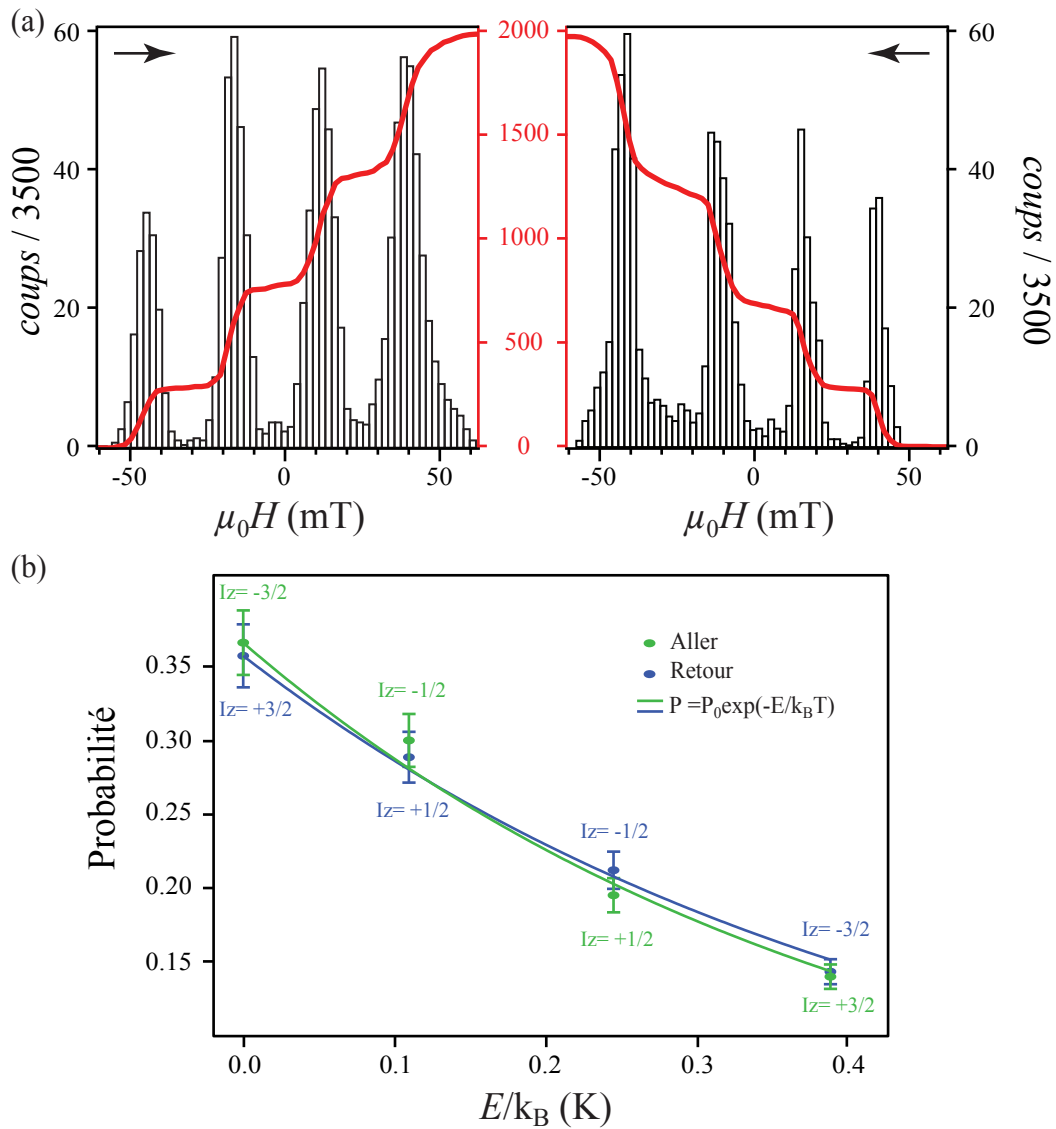 (a)
60
40
20
0
coups / 3500
-50
0
50
μ₀H (mT)
2000
1500
1000
500
0
-50
0
50
μ₀H (mT)
60
40
20
0
coups / 3500
(b)
Probabilité
0.35
0.30
0.25
0.20
0.15
Iz= -3/2
Iz= +3/2
Iz= -1/2
Iz= +1/2
Iz= -1/2
Iz= +1/2
Iz= -3/2
Iz= +3/2
Aller
Retour
P =P₀exp(-E/k_BT)
0.0
0.1
0.2
0.3
0.4
E/k_B (K)